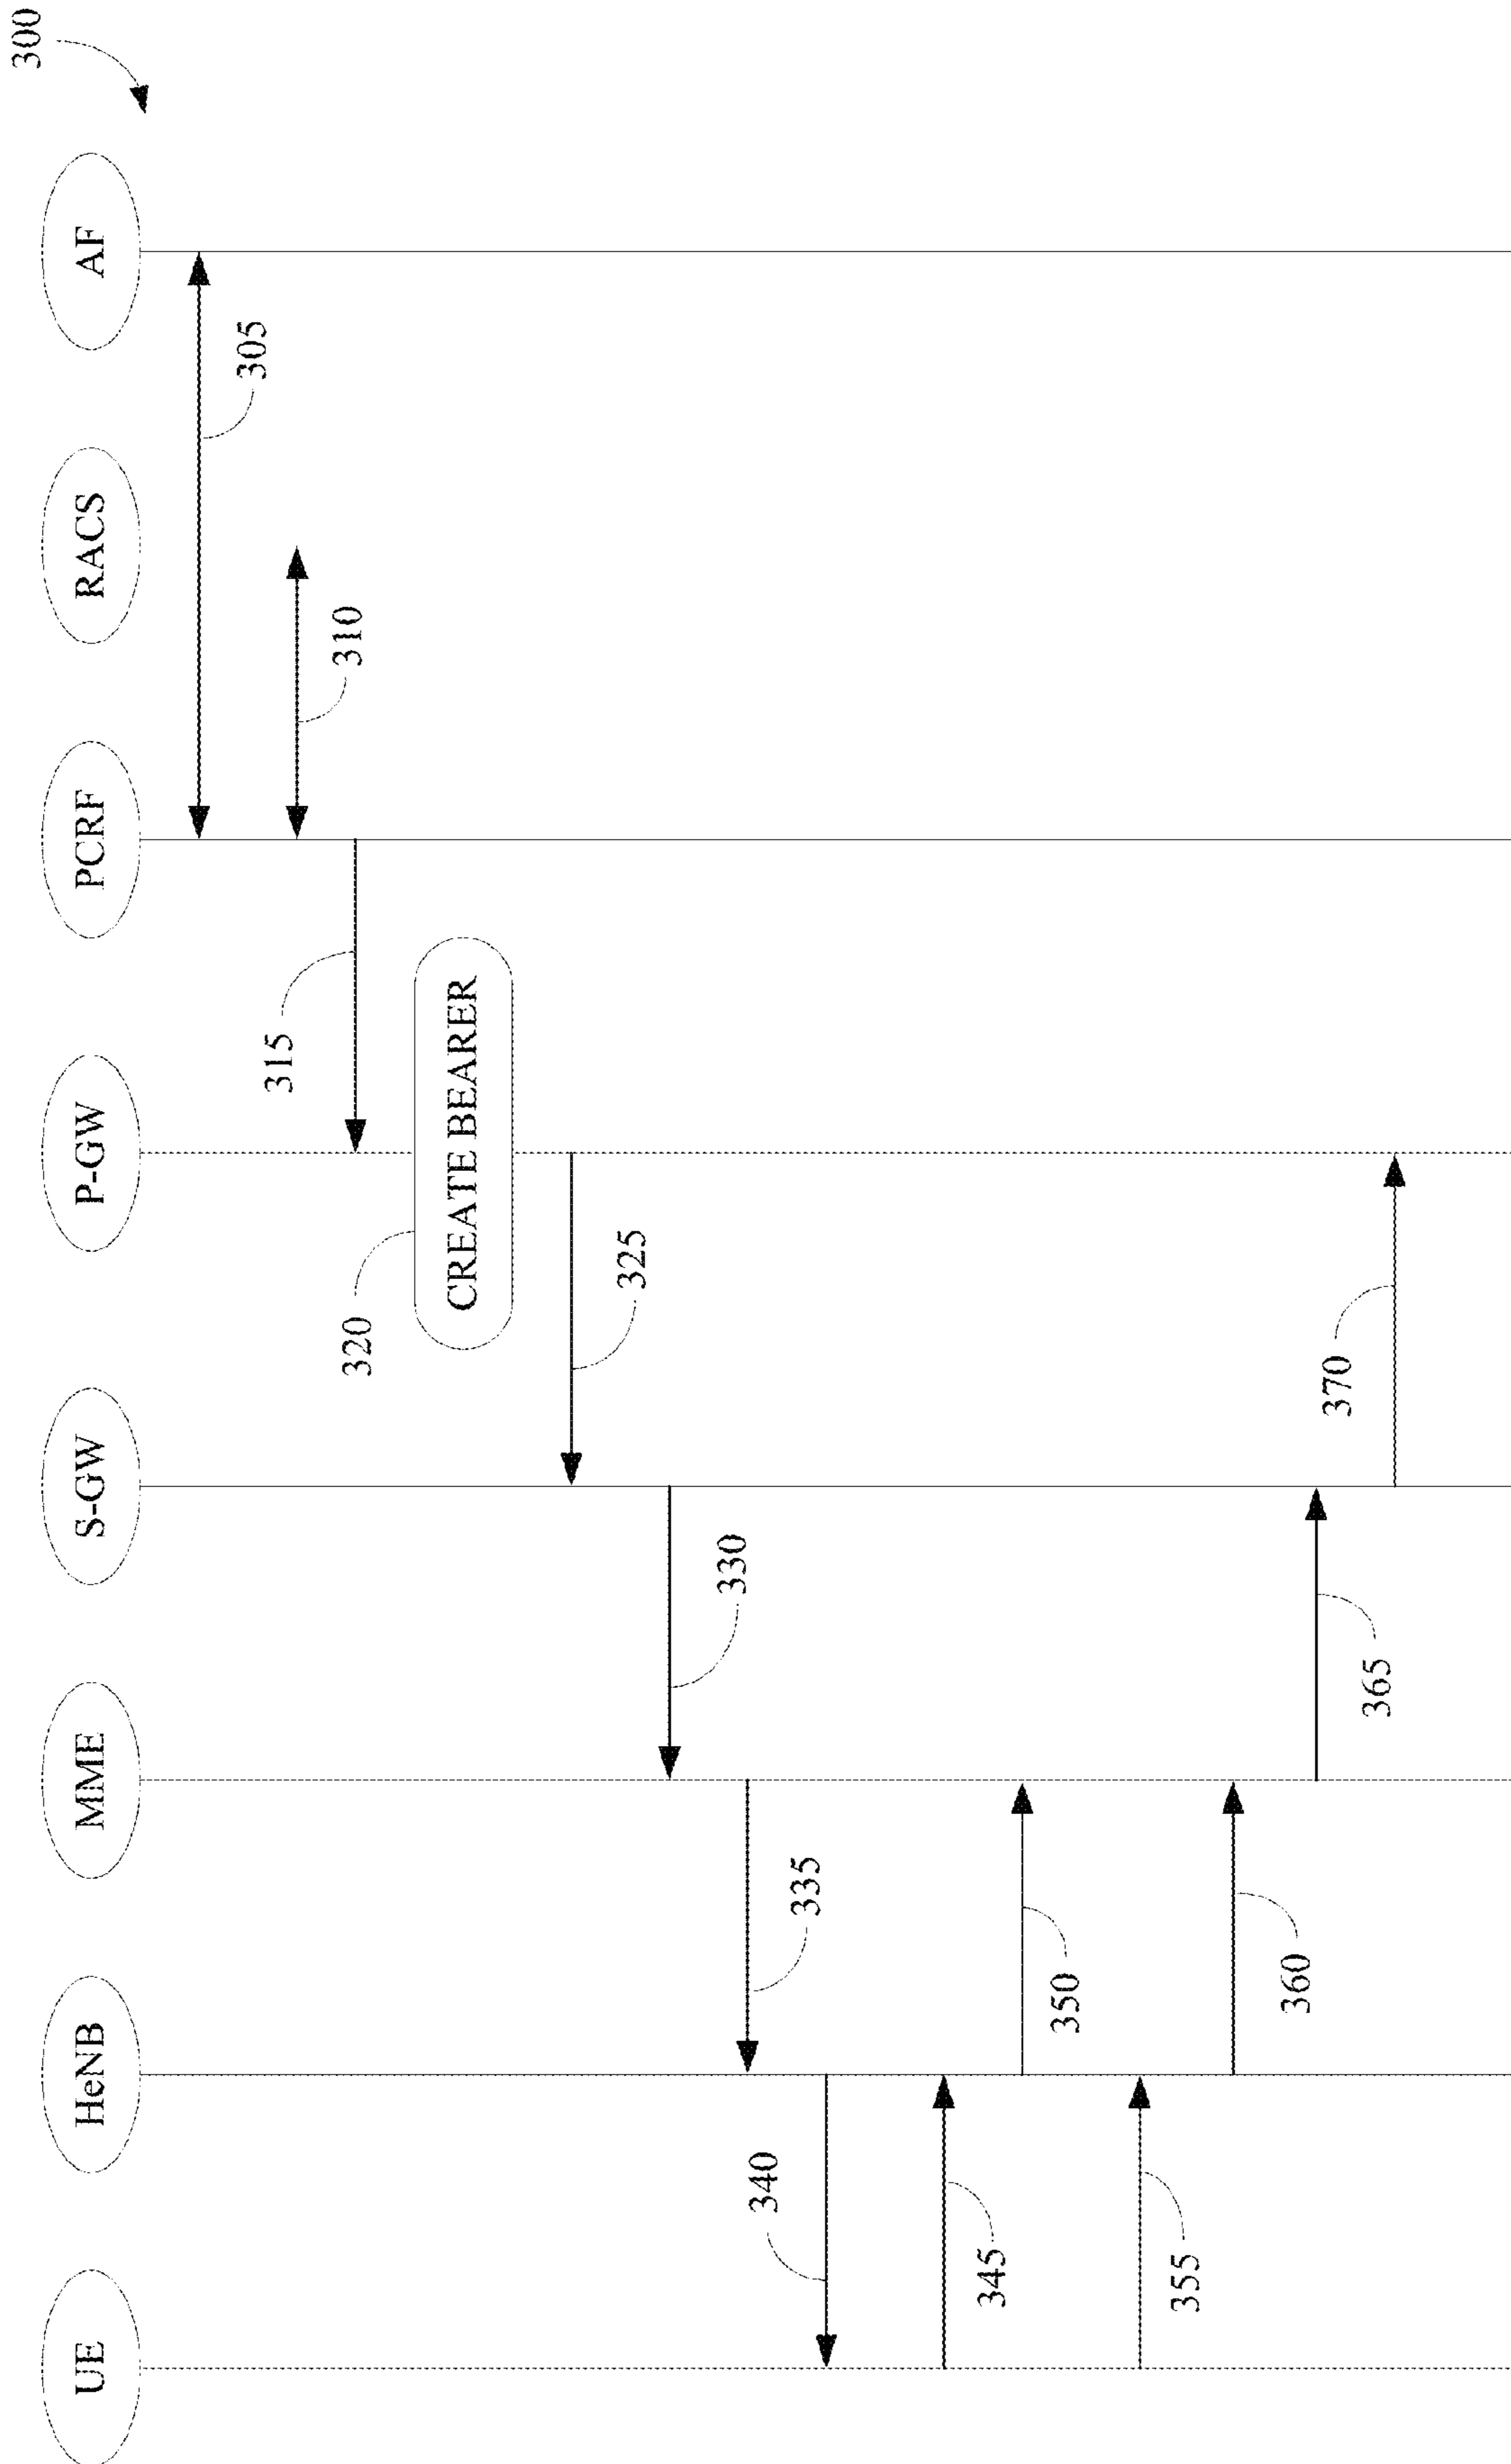 300
UE
HeNB
MME
S-GW
P-GW
PCRF
RACS
AF
305
310
315
320
CREATE BEARER
325
330
335
340
345
350
355
360
365
370